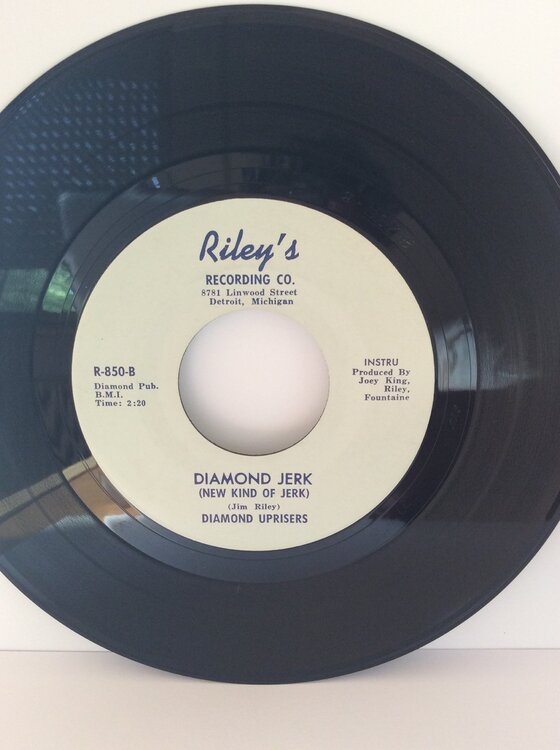 Riley's
RECORDING CO.
8781 Linwood Street
Detroit, Michigan
R-850-B
Diamond Pub.
B.M.I.
Time: 2:20
INSTRU
Produced By
Joey King,
Riley,
Fountaine
DIAMOND JERK
(NEW KIND OF JERK)
(Jim Riley)
DIAMOND UPRISERS